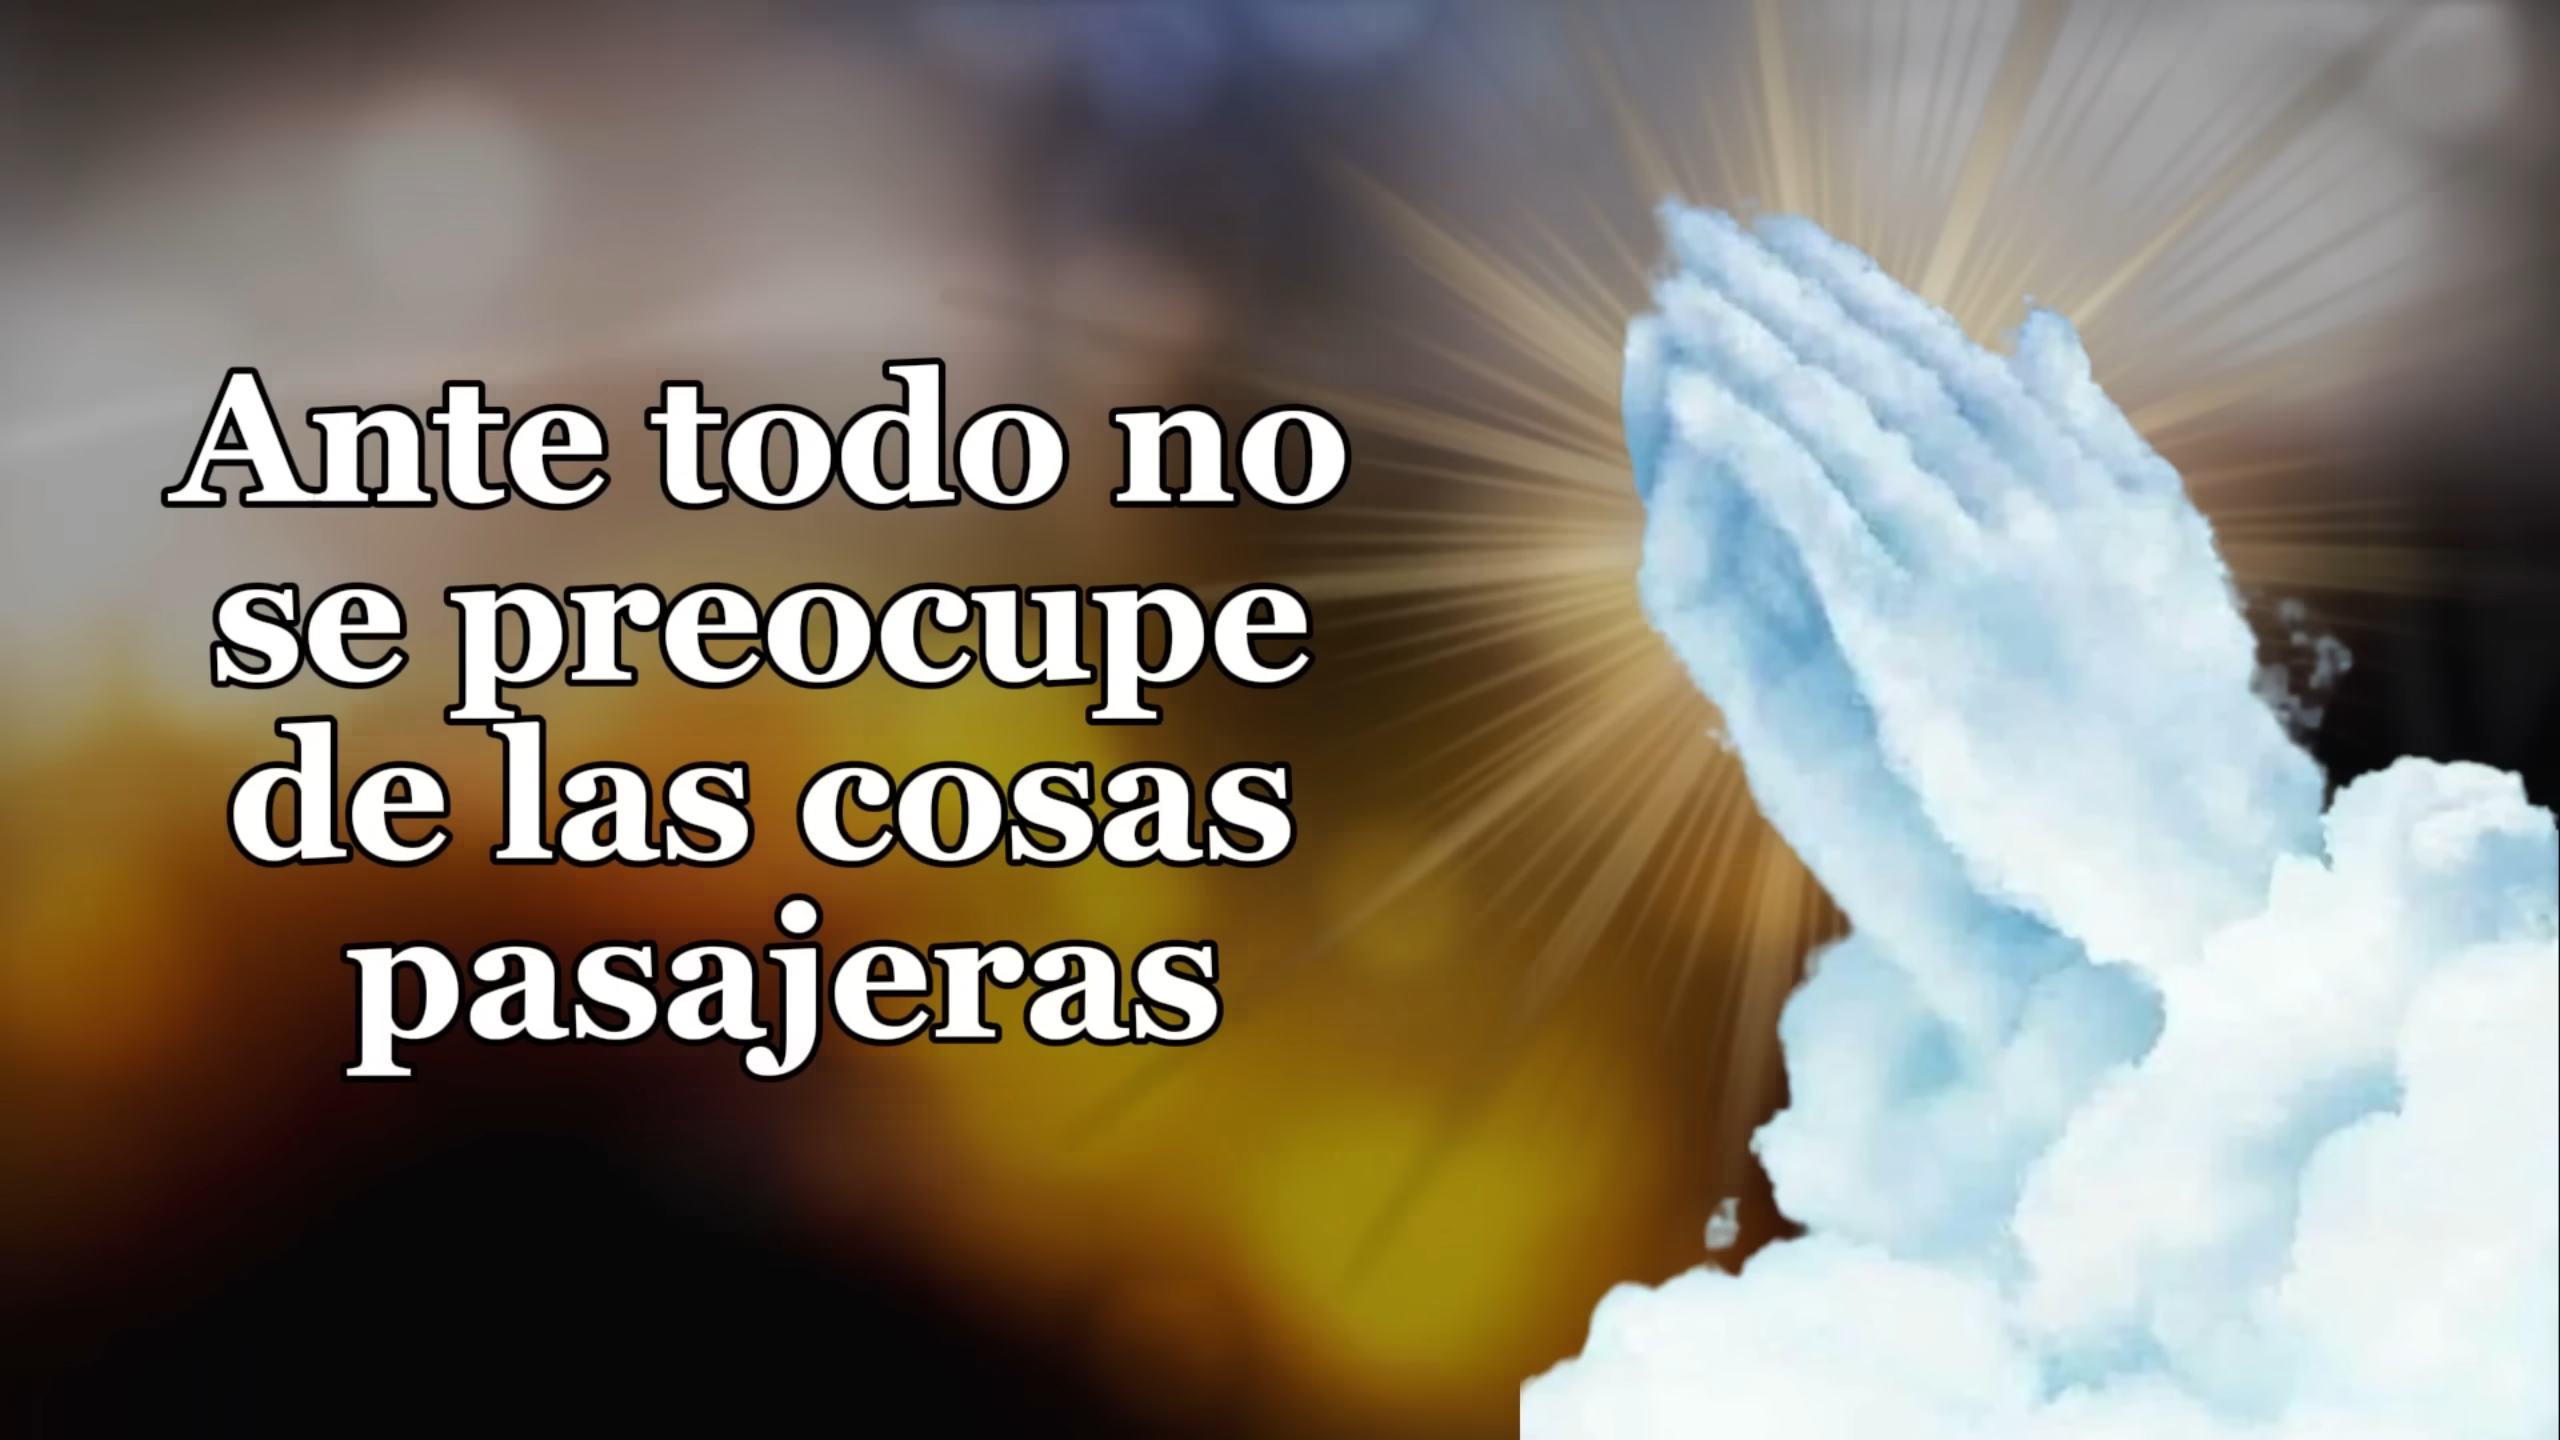 Ante todo no
se preocupe
de las cosas
pasajeras